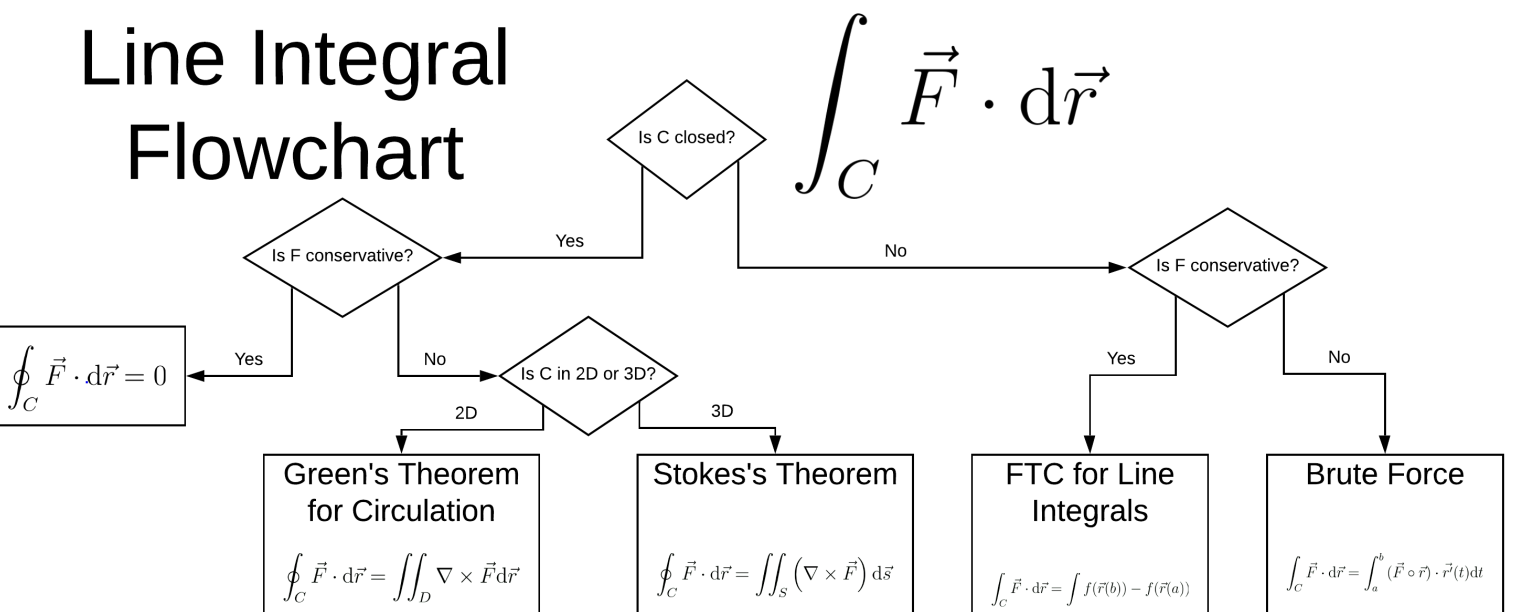 Line Integral
Flowchart
∫_C F⃗ · dr⃗
Is C closed?
Yes
No
Is F conservative?
Is F conservative?
Yes
No
Is C in 2D or 3D?
Yes
No
∮_C F⃗ · dr⃗ = 0
2D
3D
Green's Theorem
for Circulation
∮_C F⃗ · dr⃗ = ∬_D ∇ × F⃗dr⃗
Stokes's Theorem
∮_C F⃗ · dr⃗ = ∬_S (∇ × F⃗) ds⃗
FTC for Line
Integrals
∫_C F⃗ · dr⃗ = ∫ f(r⃗(b)) − f(r⃗(a))
Brute Force
∫_C F⃗ · dr⃗ = ∫_a^b (F⃗ ∘ r⃗) · r⃗′(t)dt